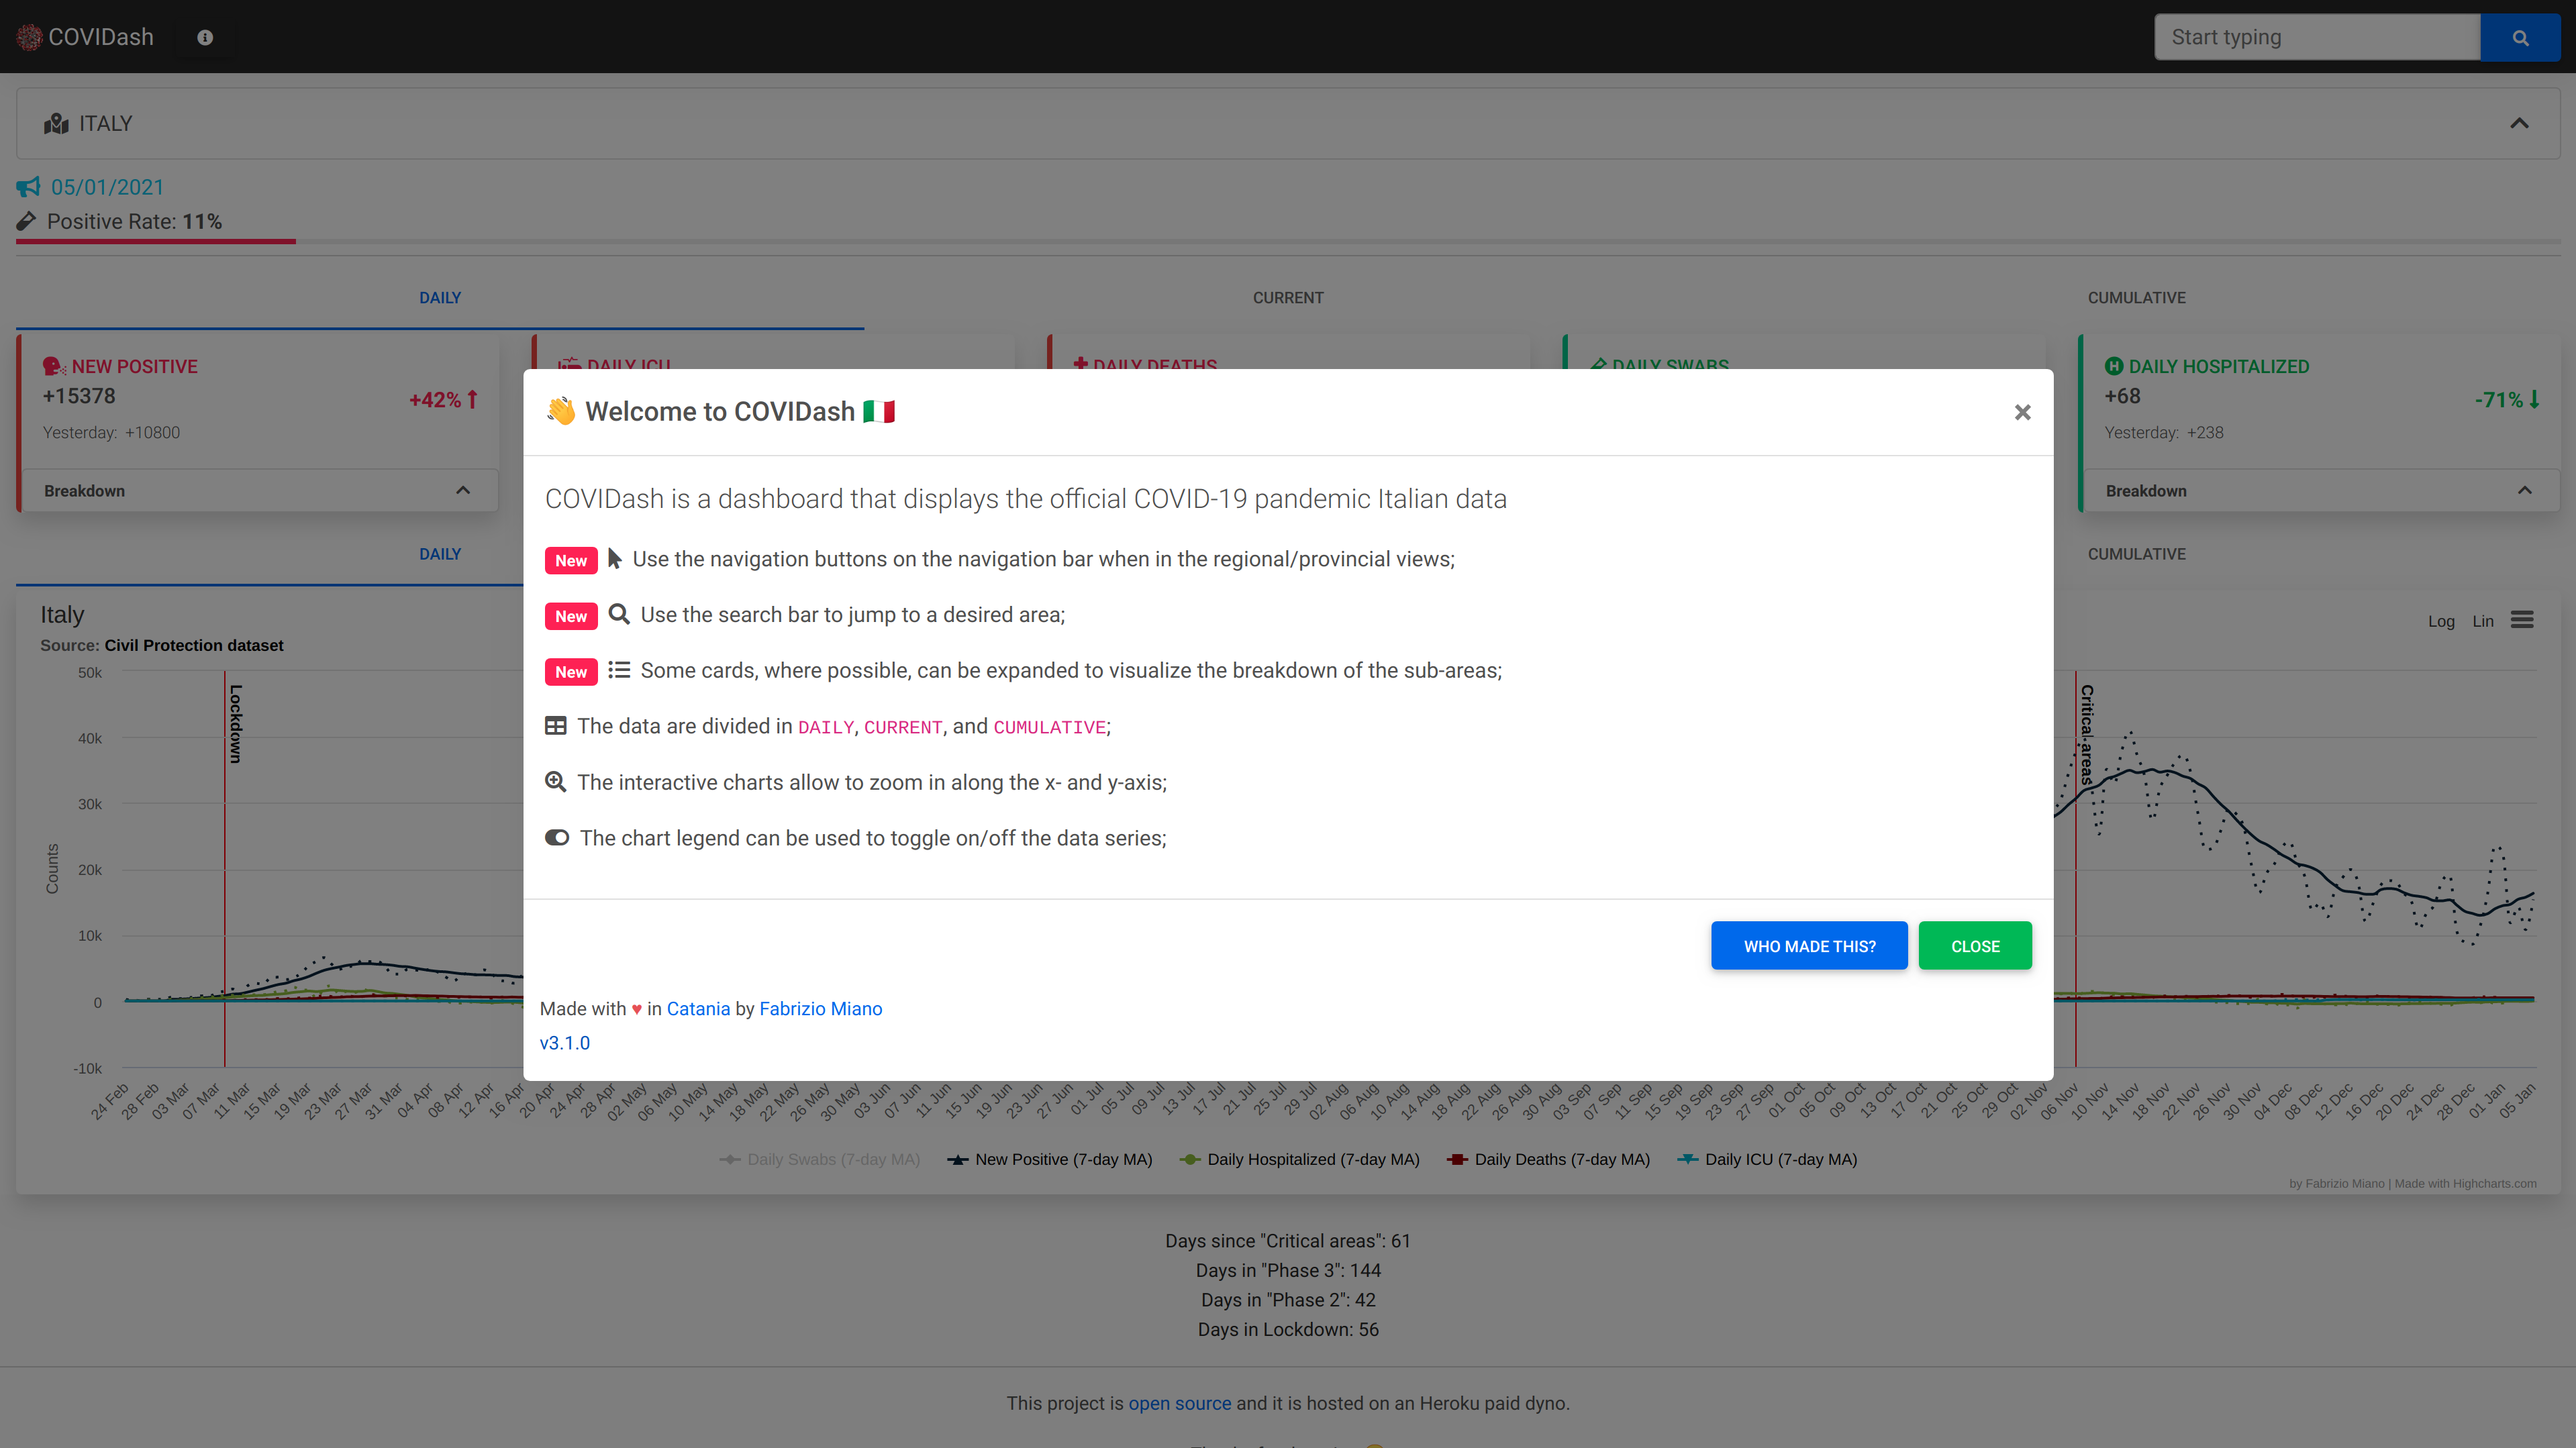 COVIDash
Start typing
ITALY
05/01/2021
Positive Rate: 11%
DAILY CURRENT CUMULATIVE
NEW POSITIVE
+15378
+42%
Yesterday: +10800
Breakdown
DAILY ICU
DAILY DEATHS
DAILY SWABS
DAILY HOSPITALIZED
+68
-71%
Yesterday: +238
Breakdown
👋 Welcome to COVIDash 🇮🇹
×
COVIDash is a dashboard that displays the official COVID-19 pandemic Italian data
New Use the navigation buttons on the navigation bar when in the regional/provincial views;
New Use the search bar to jump to a desired area;
New Some cards, where possible, can be expanded to visualize the breakdown of the sub-areas;
The data are divided in DAILY, CURRENT, and CUMULATIVE;
The interactive charts allow to zoom in along the x- and y-axis;
The chart legend can be used to toggle on/off the data series;
WHO MADE THIS? CLOSE
Made with ♥ in Catania by Fabrizio Miano
v3.1.0
DAILY CUMULATIVE
Italy
Source: Civil Protection dataset
Log Lin
50k
40k
30k
20k
10k
0
-10k
Counts
Lockdown
Critical areas
24 Feb 28 Feb 03 Mar 07 Mar 11 Mar 15 Mar 19 Mar 23 Mar 27 Mar 31 Mar 04 Apr 08 Apr 12 Apr 16 Apr 20 Apr 24 Apr 28 Apr 02 May 06 May 10 May 14 May 18 May 22 May 26 May 30 May 03 Jun 07 Jun 11 Jun 15 Jun 19 Jun 23 Jun 27 Jun 01 Jul 05 Jul 09 Jul 13 Jul 17 Jul 21 Jul 25 Jul 29 Jul 02 Aug 06 Aug 10 Aug 14 Aug 18 Aug 22 Aug 26 Aug 30 Aug 03 Sep 07 Sep 11 Sep 15 Sep 19 Sep 23 Sep 27 Sep 01 Oct 05 Oct 09 Oct 13 Oct 17 Oct 21 Oct 25 Oct 29 Oct 02 Nov 06 Nov 10 Nov 14 Nov 18 Nov 22 Nov 26 Nov 30 Nov 04 Dec 08 Dec 12 Dec 16 Dec 20 Dec 24 Dec 28 Dec 01 Jan 05 Jan
Daily Swabs (7-day MA) New Positive (7-day MA) Daily Hospitalized (7-day MA) Daily Deaths (7-day MA) Daily ICU (7-day MA)
by Fabrizio Miano | Made with Highcharts.com
Days since "Critical areas": 61
Days in "Phase 3": 144
Days in "Phase 2": 42
Days in Lockdown: 56
This project is open source and it is hosted on an Heroku paid dyno.